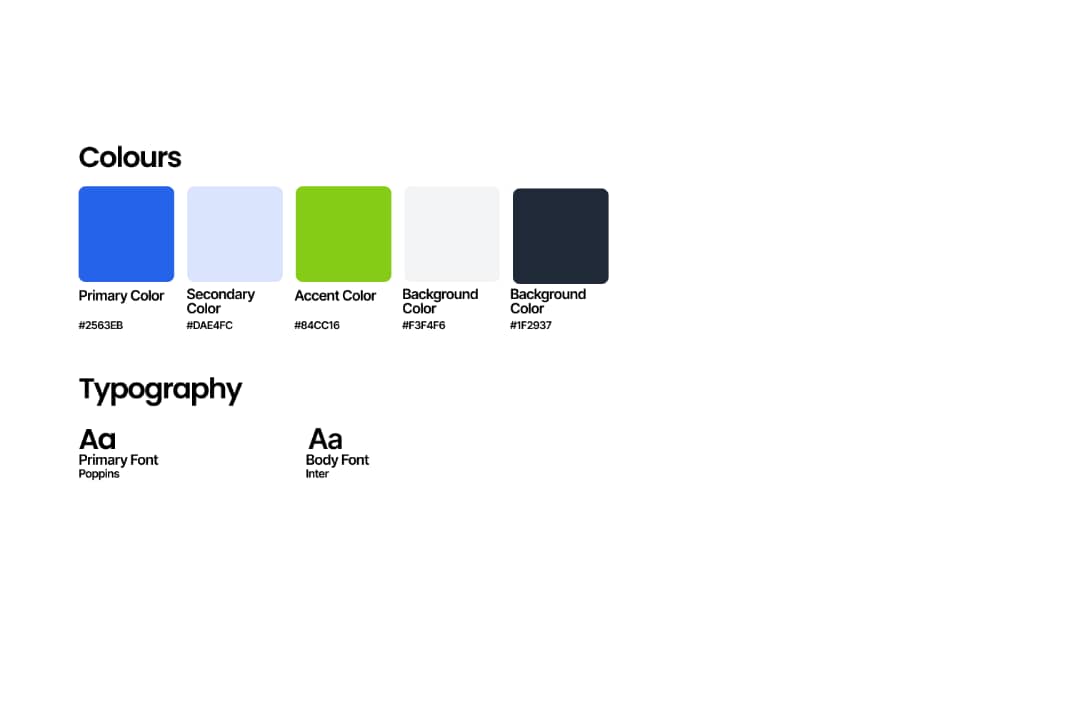 Colours
Primary Color
#2563EB
Secondary
Color
#DAE4FC
Accent Color
#84CC16
Background
Color
#F3F4F6
Background
Color
#1F2937
Typography
Aa
Primary Font
Poppins
Aa
Body Font
Inter